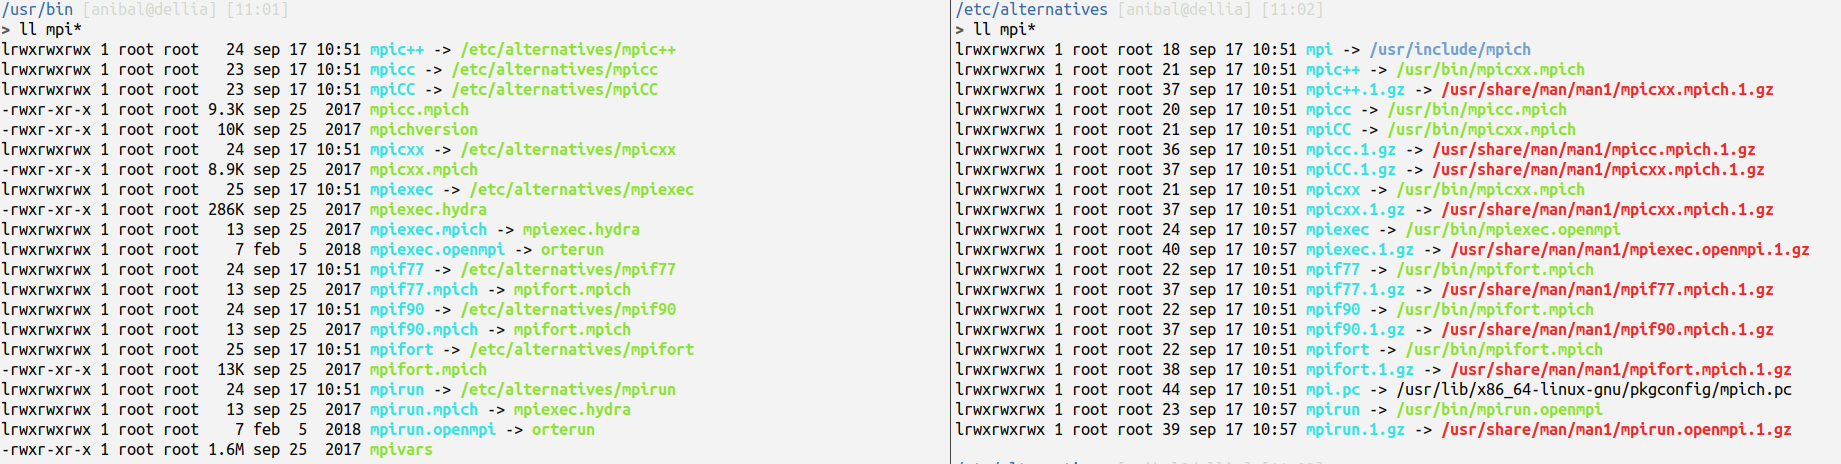 /usr/bin [anibal@dellia] [11:01]
> ll mpi*
lrwxrwxrwx 1 root root   24 sep 17 10:51 mpic++ -> /etc/alternatives/mpic++
lrwxrwxrwx 1 root root   23 sep 17 10:51 mpicc -> /etc/alternatives/mpicc
lrwxrwxrwx 1 root root   23 sep 17 10:51 mpiCC -> /etc/alternatives/mpiCC
-rwxr-xr-x 1 root root 9.3K sep 25  2017 mpicc.mpich
-rwxr-xr-x 1 root root  10K sep 25  2017 mpichversion
lrwxrwxrwx 1 root root   24 sep 17 10:51 mpicxx -> /etc/alternatives/mpicxx
-rwxr-xr-x 1 root root 8.9K sep 25  2017 mpicxx.mpich
lrwxrwxrwx 1 root root   25 sep 17 10:51 mpiexec -> /etc/alternatives/mpiexec
-rwxr-xr-x 1 root root 286K sep 25  2017 mpiexec.hydra
lrwxrwxrwx 1 root root   13 sep 25  2017 mpiexec.mpich -> mpiexec.hydra
lrwxrwxrwx 1 root root    7 feb  5  2018 mpiexec.openmpi -> orterun
lrwxrwxrwx 1 root root   24 sep 17 10:51 mpif77 -> /etc/alternatives/mpif77
lrwxrwxrwx 1 root root   13 sep 25  2017 mpif77.mpich -> mpifort.mpich
lrwxrwxrwx 1 root root   24 sep 17 10:51 mpif90 -> /etc/alternatives/mpif90
lrwxrwxrwx 1 root root   13 sep 25  2017 mpif90.mpich -> mpifort.mpich
lrwxrwxrwx 1 root root   25 sep 17 10:51 mpifort -> /etc/alternatives/mpifort
-rwxr-xr-x 1 root root  13K sep 25  2017 mpifort.mpich
lrwxrwxrwx 1 root root   24 sep 17 10:51 mpirun -> /etc/alternatives/mpirun
lrwxrwxrwx 1 root root   13 sep 25  2017 mpirun.mpich -> mpiexec.hydra
lrwxrwxrwx 1 root root    7 feb  5  2018 mpirun.openmpi -> orterun
-rwxr-xr-x 1 root root 1.6M sep 25  2017 mpivars
/etc/alternatives [anibal@dellia] [11:02]
> ll mpi*
lrwxrwxrwx 1 root root 18 sep 17 10:51 mpi -> /usr/include/mpich
lrwxrwxrwx 1 root root 21 sep 17 10:51 mpic++ -> /usr/bin/mpicxx.mpich
lrwxrwxrwx 1 root root 37 sep 17 10:51 mpic++.1.gz -> /usr/share/man/man1/mpicxx.mpich.1.gz
lrwxrwxrwx 1 root root 20 sep 17 10:51 mpicc -> /usr/bin/mpicc.mpich
lrwxrwxrwx 1 root root 21 sep 17 10:51 mpiCC -> /usr/bin/mpicxx.mpich
lrwxrwxrwx 1 root root 36 sep 17 10:51 mpicc.1.gz -> /usr/share/man/man1/mpicc.mpich.1.gz
lrwxrwxrwx 1 root root 37 sep 17 10:51 mpiCC.1.gz -> /usr/share/man/man1/mpicxx.mpich.1.gz
lrwxrwxrwx 1 root root 21 sep 17 10:51 mpicxx -> /usr/bin/mpicxx.mpich
lrwxrwxrwx 1 root root 37 sep 17 10:51 mpicxx.1.gz -> /usr/share/man/man1/mpicxx.mpich.1.gz
lrwxrwxrwx 1 root root 24 sep 17 10:57 mpiexec -> /usr/bin/mpiexec.openmpi
lrwxrwxrwx 1 root root 40 sep 17 10:57 mpiexec.1.gz -> /usr/share/man/man1/mpiexec.openmpi.1.gz
lrwxrwxrwx 1 root root 22 sep 17 10:51 mpif77 -> /usr/bin/mpifort.mpich
lrwxrwxrwx 1 root root 37 sep 17 10:51 mpif77.1.gz -> /usr/share/man/man1/mpif77.mpich.1.gz
lrwxrwxrwx 1 root root 22 sep 17 10:51 mpif90 -> /usr/bin/mpifort.mpich
lrwxrwxrwx 1 root root 37 sep 17 10:51 mpif90.1.gz -> /usr/share/man/man1/mpif90.mpich.1.gz
lrwxrwxrwx 1 root root 22 sep 17 10:51 mpifort -> /usr/bin/mpifort.mpich
lrwxrwxrwx 1 root root 38 sep 17 10:51 mpifort.1.gz -> /usr/share/man/man1/mpifort.mpich.1.gz
lrwxrwxrwx 1 root root 44 sep 17 10:51 mpi.pc -> /usr/lib/x86_64-linux-gnu/pkgconfig/mpich.pc
lrwxrwxrwx 1 root root 23 sep 17 10:57 mpirun -> /usr/bin/mpirun.openmpi
lrwxrwxrwx 1 root root 39 sep 17 10:57 mpirun.1.gz -> /usr/share/man/man1/mpirun.openmpi.1.gz